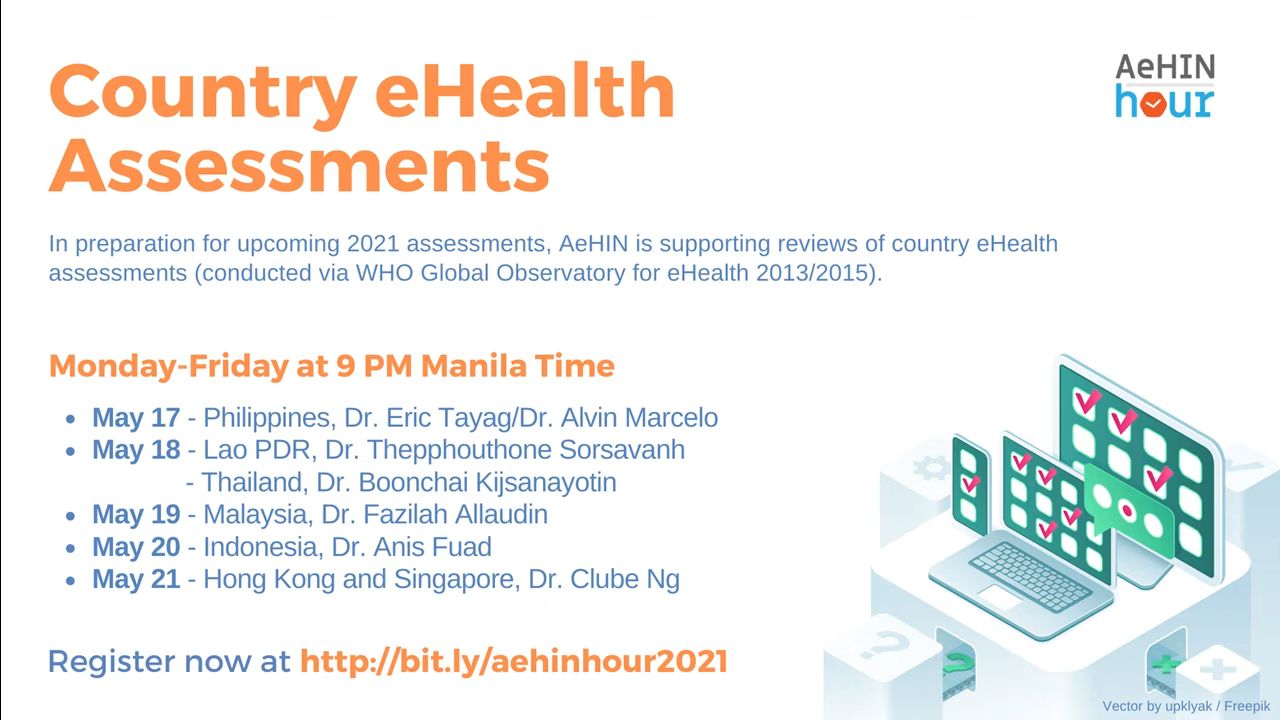 Country eHealth
Assessments
AeHIN
hour
In preparation for upcoming 2021 assessments, AeHIN is supporting reviews of country eHealth
assessments (conducted via WHO Global Observatory for eHealth 2013/2015).
Monday-Friday at 9 PM Manila Time
• May 17 - Philippines, Dr. Eric Tayag/Dr. Alvin Marcelo
• May 18 - Lao PDR, Dr. Thepphouthone Sorsavanh
- Thailand, Dr. Boonchai Kijsanayotin
• May 19 - Malaysia, Dr. Fazilah Allaudin
• May 20 - Indonesia, Dr. Anis Fuad
• May 21 - Hong Kong and Singapore, Dr. Clube Ng
Register now at http://bit.ly/aehinhour2021
Vector by upklyak / Freepik